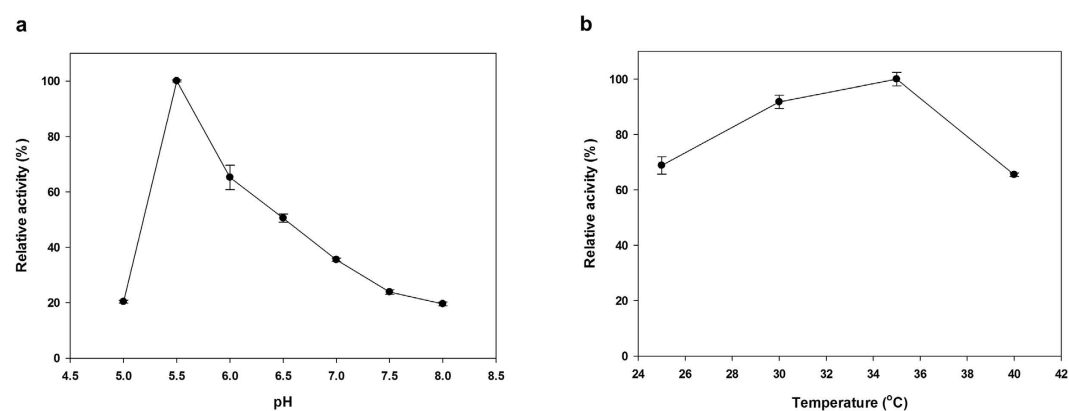 a
Relative activity (%)
100
80
60
40
20
0
4.5 5.0 5.5 6.0 6.5 7.0 7.5 8.0 8.5
pH
b
Relative acivity (%)
100
80
60
40
20
0
24 26 28 30 32 34 36 38 40 42
Temperature (°C)